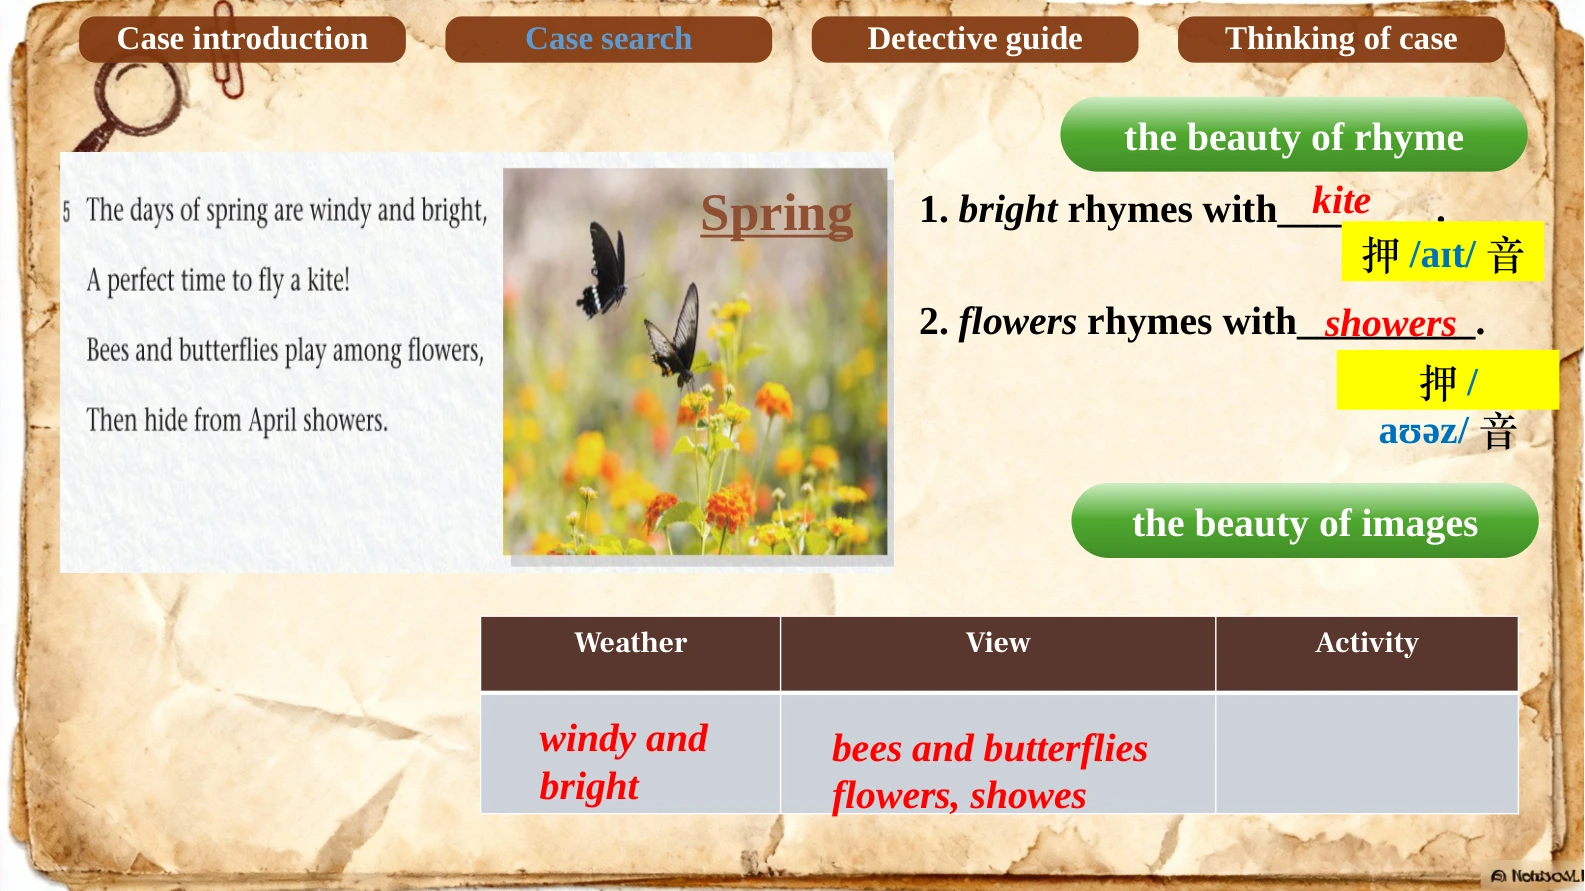 Case introduction
Case search
Detective guide
Thinking of case
the beauty of rhyme
5 The days of spring are windy and bright,
A perfect time to fly a kite!
Bees and butterflies play among flowers,
Then hide from April showers.
Spring
1. bright rhymes with________.
kite
押 /aɪt/ 音
2. flowers rhymes with_________.
showers
押 /
aʊəz/ 音
the beauty of images
Weather
View
Activity
windy and
bright
bees and butterflies
flowers, showes